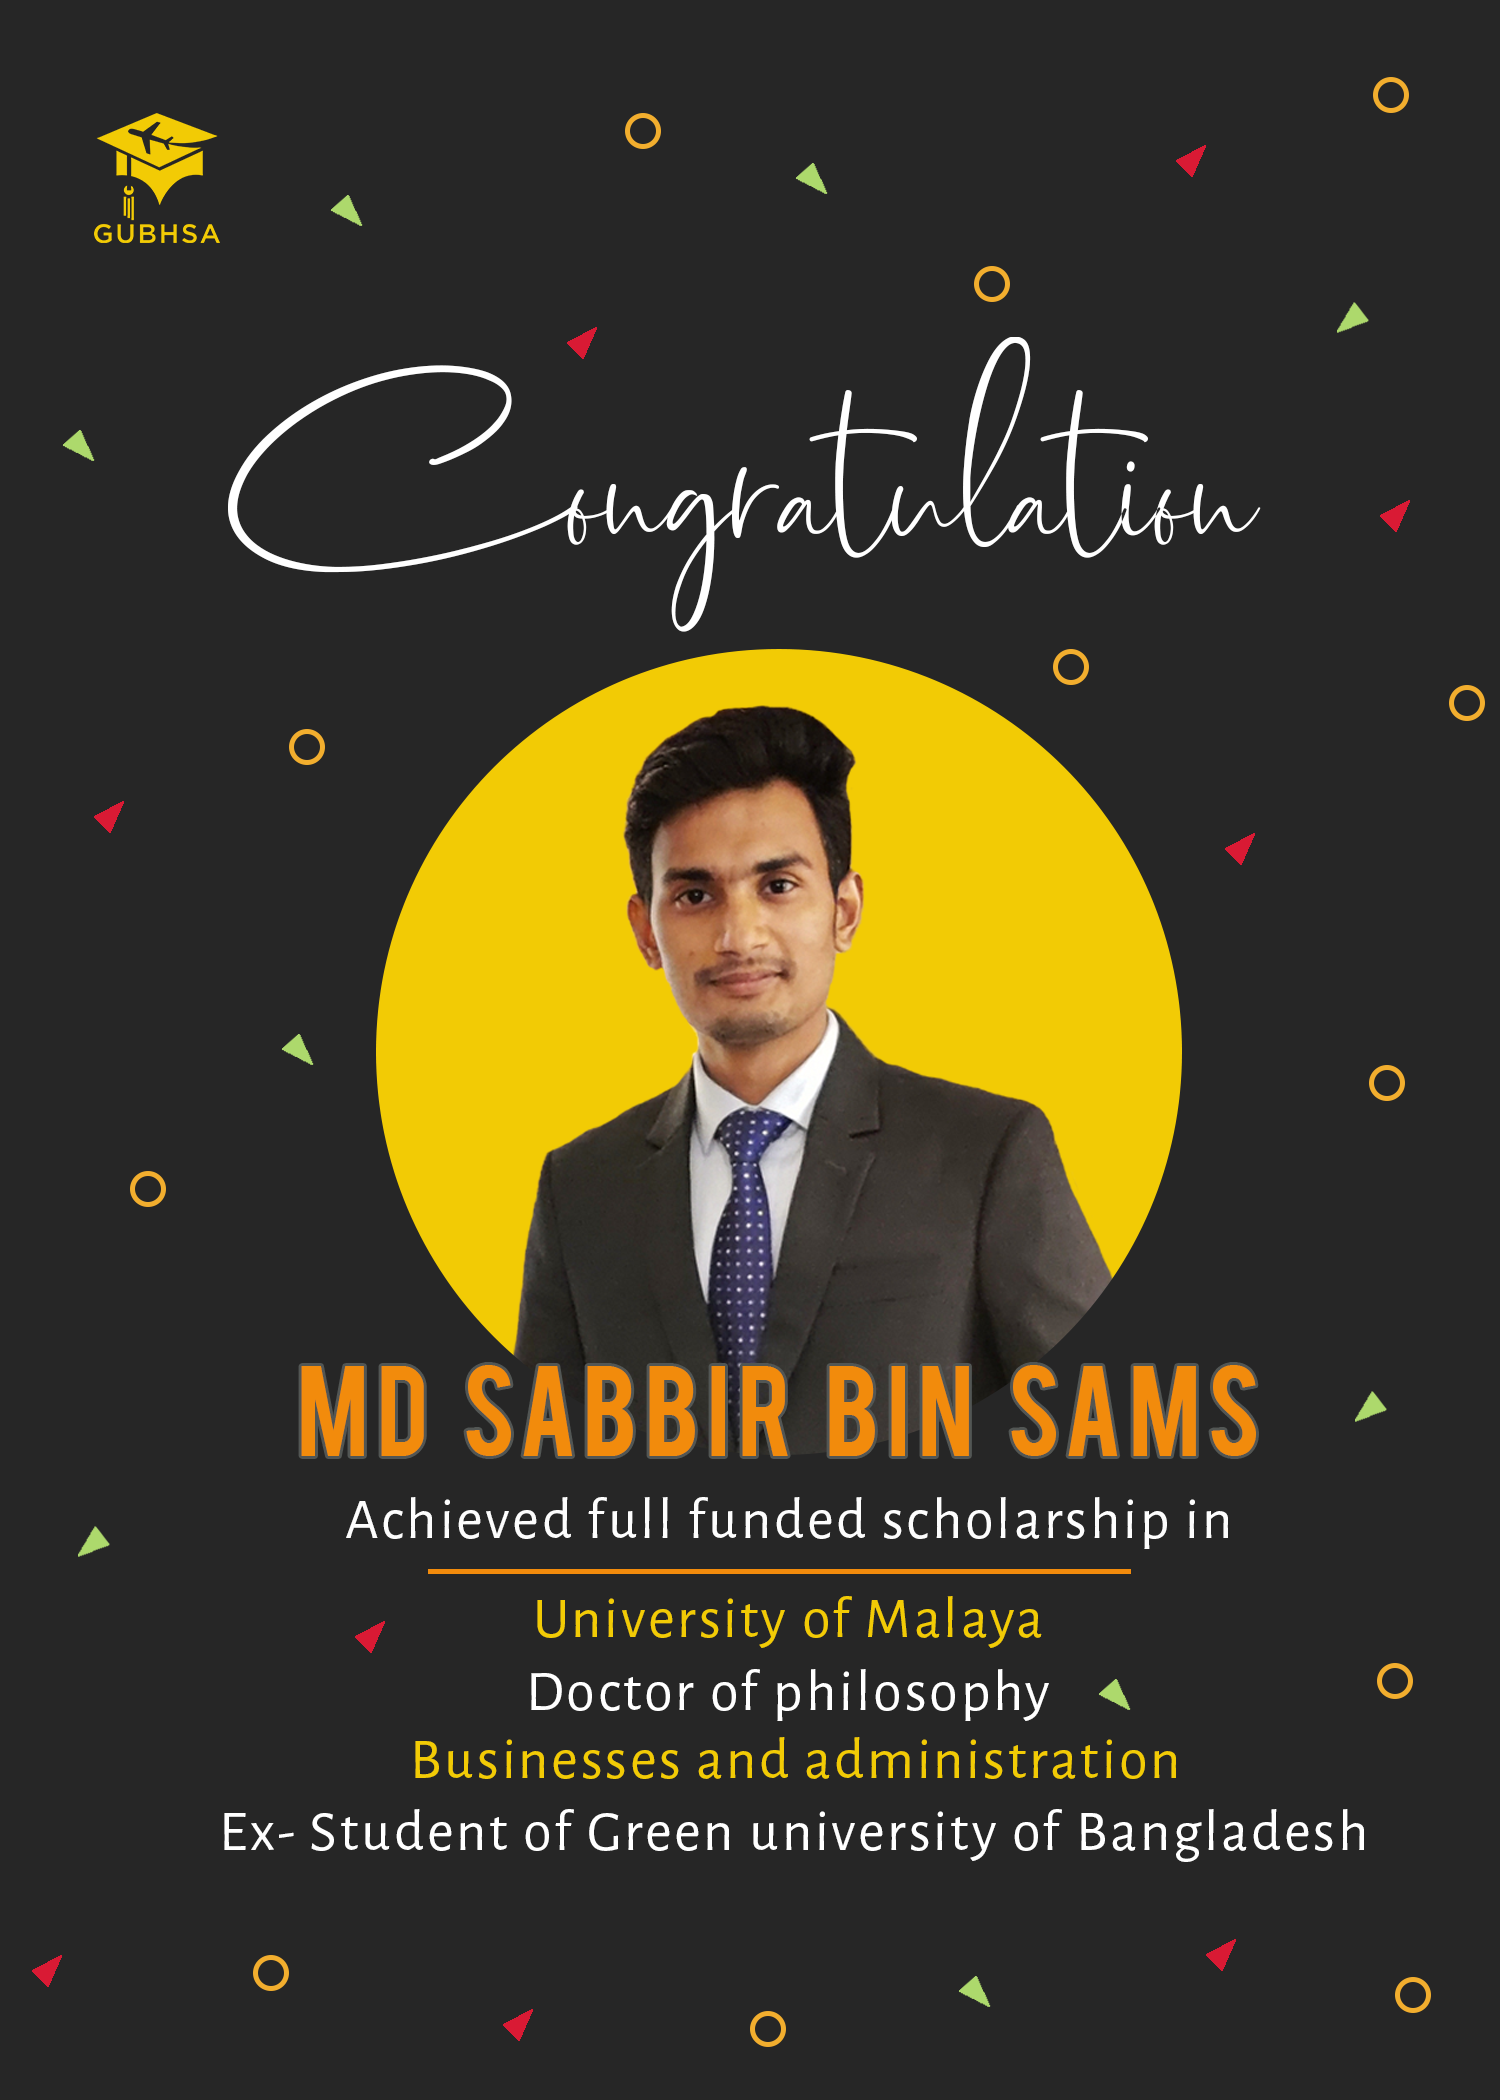 GUBHSA
Congratulation
MD SABBIR BIN SAMS
Achieved full funded scholarship in
University of Malaya
Doctor of philosophy
Businesses and administration
Ex- Student of Green university of Bangladesh